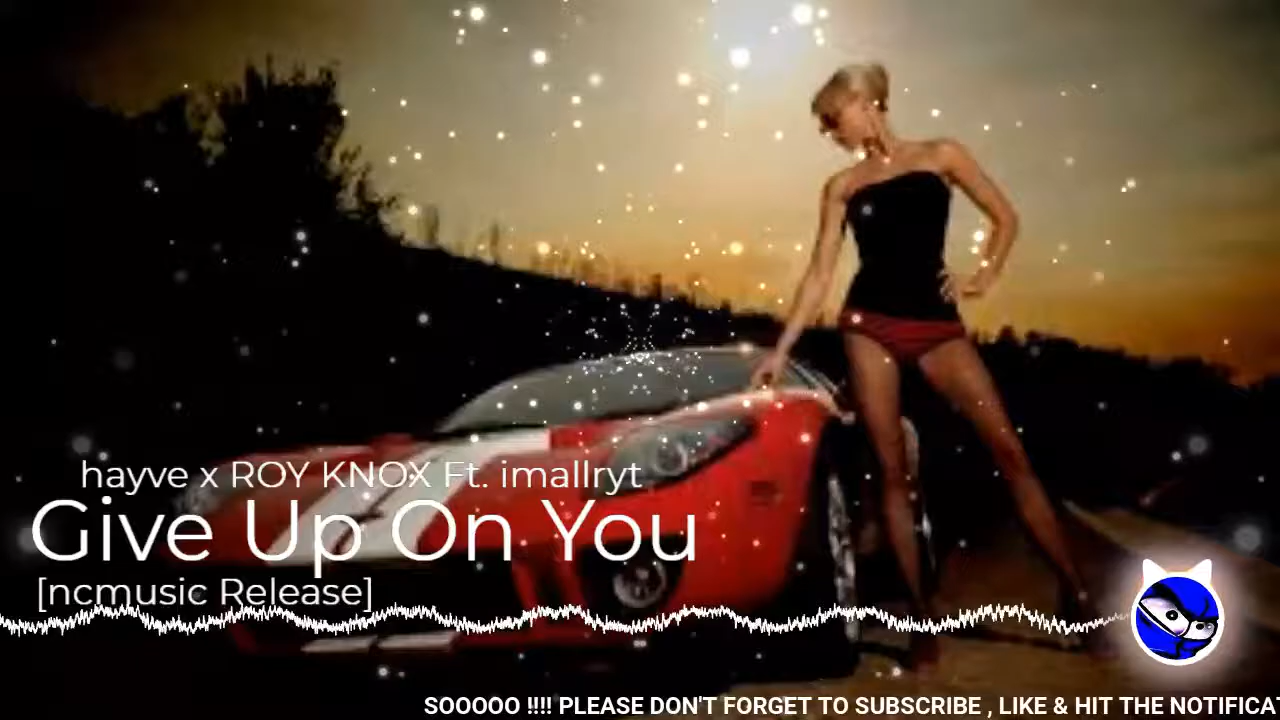 hayve x ROY KNOX Ft. imallryt
Give Up On You
[ncmusic Release]
SOOOOO !!!! PLEASE DON'T FORGET TO SUBSCRIBE , LIKE & HIT THE NOTIFICA